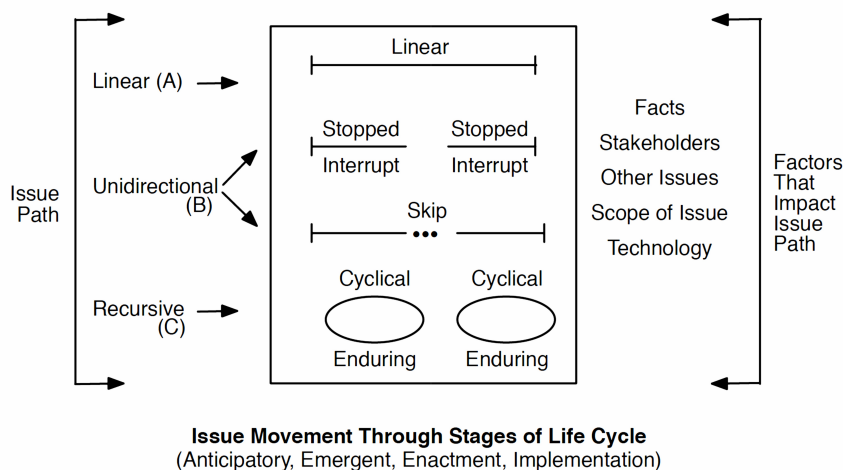 Linear
Linear (A)
Facts
Stopped Stopped
Stakeholders
Interrupt Interrupt
Issue
Path
Unidirectional
(B)
Other Issues
Factors
That
Impact
Issue
Path
Skip
Scope of Issue
Technology
Cyclical Cyclical
Recursive
(C)
Enduring Enduring
Issue Movement Through Stages of Life Cycle
(Anticipatory, Emergent, Enactment, Implementation)